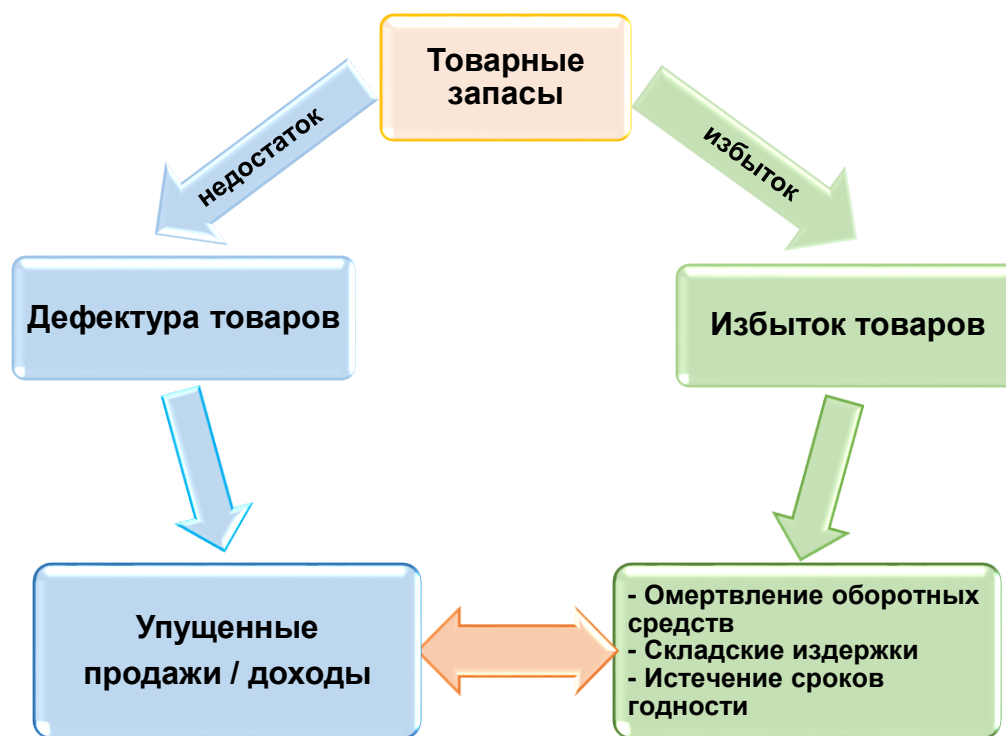 Товарные
запасы
недостаток
избыток
Дефектура товаров
Избыток товаров
Упущенные
продажи / доходы
- Омертвление оборотных
средств
- Складские издержки
- Истечение сроков
годности